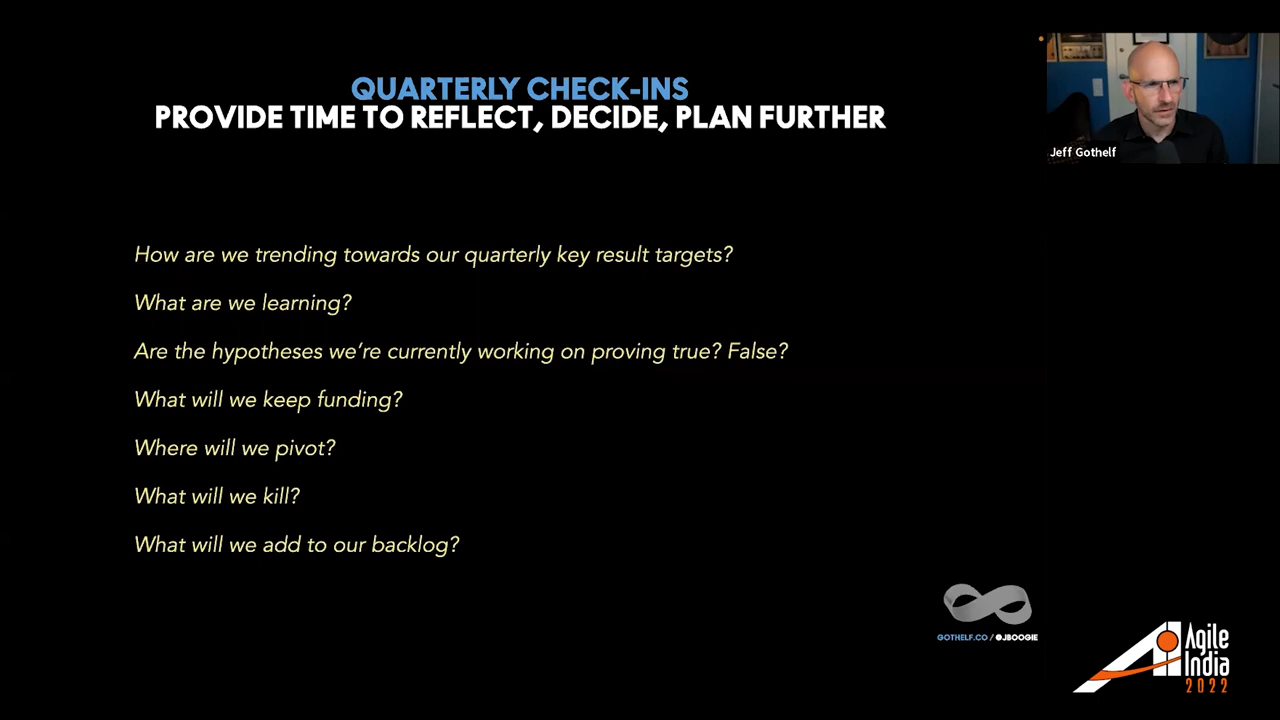 QUARTERLY CHECK-INS
PROVIDE TIME TO REFLECT, DECIDE, PLAN FURTHER
Jeff Gothelf
How are we trending towards our quarterly key result targets?
What are we learning?
Are the hypotheses we're currently working on proving true? False?
What will we keep funding?
Where will we pivot?
What will we kill?
What will we add to our backlog?
GOTHELF.CO / @JBOOGIE
Agile
India
2022